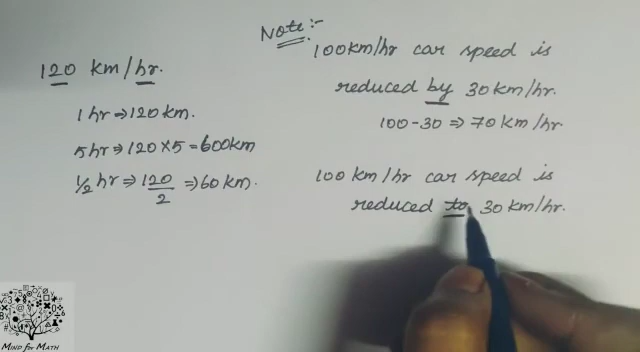 120 km/hr.
1 hr ⇒ 120 km.
5 hr ⇒ 120 × 5 = 600km
1/2 hr ⇒ 120/2 ⇒ 60 km.
Note:-
100km/hr car speed is
reduced by 30 km/hr.
100 - 30 ⇒ 70 km/hr.
100 km/hr car speed is
reduced to 30 km/hr.
MIND for MATH